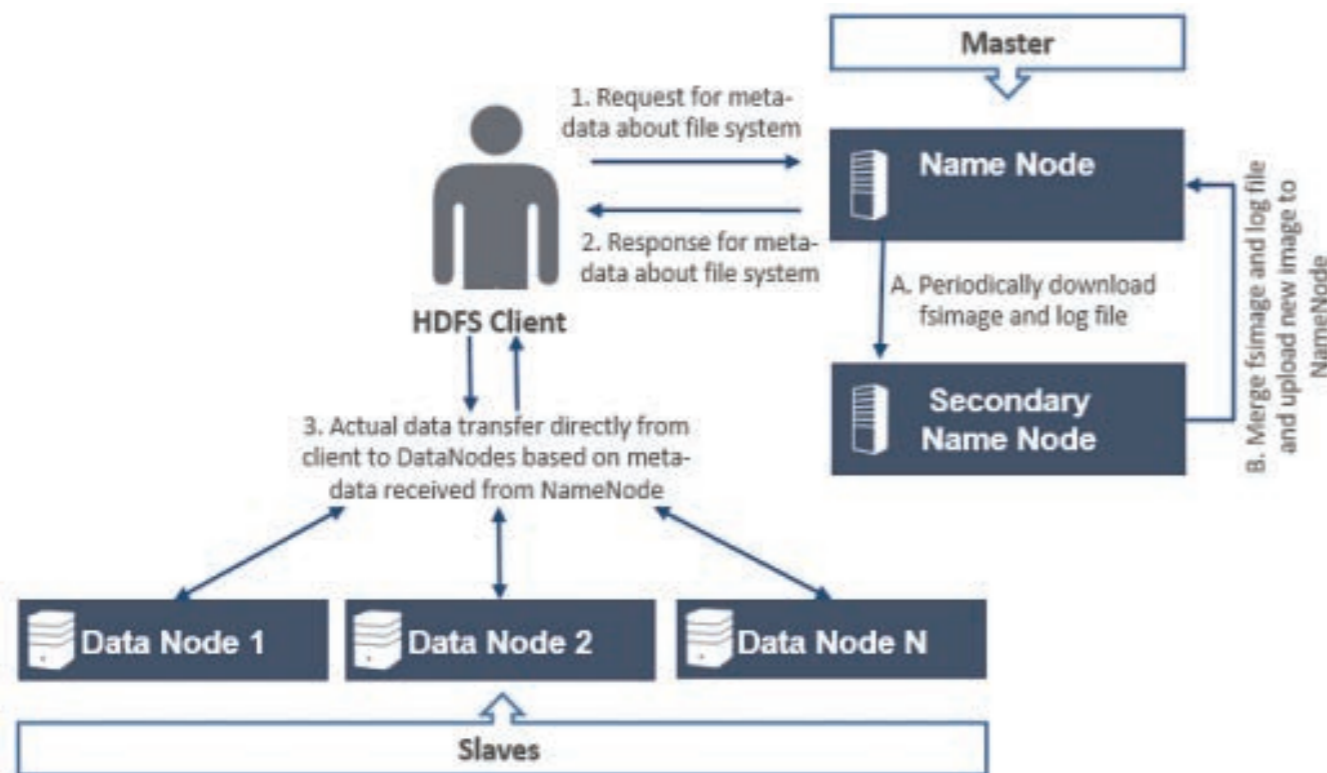 Master
1. Request for meta-
data about file system
Name Node
2. Response for meta-
data about file system
HDFS Client
A. Periodically download
fsimage and log file
B. Merge fsimage and log file
and upload new image to
NameNode
Secondary
Name Node
3. Actual data transfer directly from
client to DataNodes based on meta-
data received from NameNode
Data Node 1
Data Node 2
Data Node N
Slaves